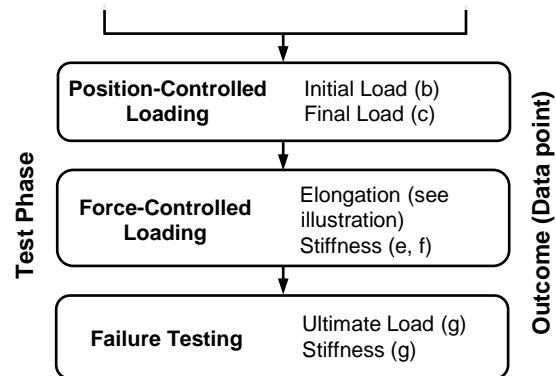 Test Phase
Position-Controlled
Loading
Initial Load (b)
Final Load (c)
Force-Controlled
Loading
Elongation (see
illustration)
Stiffness (e, f)
Failure Testing
Ultimate Load (g)
Stiffness (g)
Outcome (Data point)